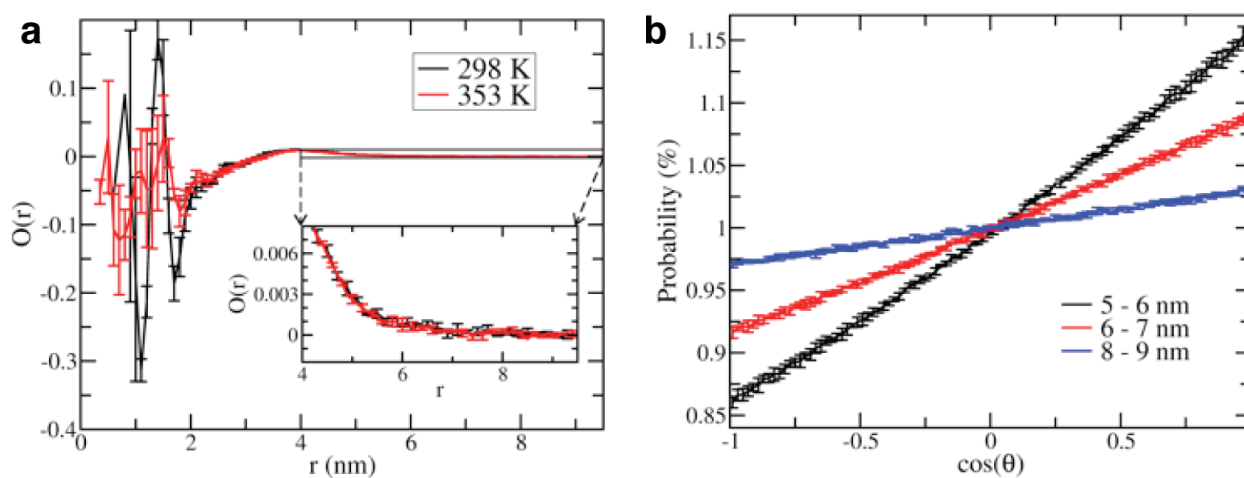 a
0.1
0
-0.1
-0.2
-0.3
-0.4
O(r)
298 K
353 K
0.006
0.003
0
O(r)
4 6 8
r
0 2 4 6 8
r (nm)
b
1.15
1.1
1.05
1
0.95
0.9
0.85
Probability (%)
5 - 6 nm
6 - 7 nm
8 - 9 nm
-1 -0.5 0 0.5
cos(θ)